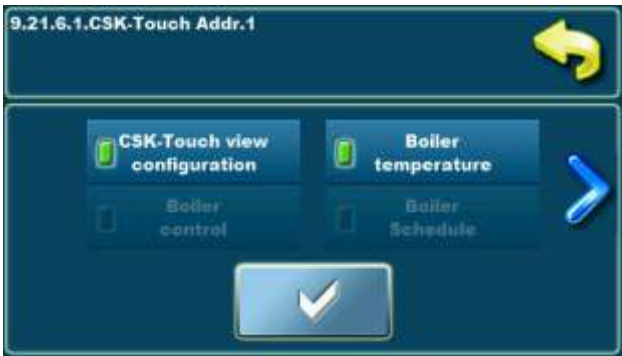 9.21.6.1.CSK-Touch Addr.1
CSK-Touch view
configuration
Boiler
temperature
Boiler
control
Boiler
Schedule